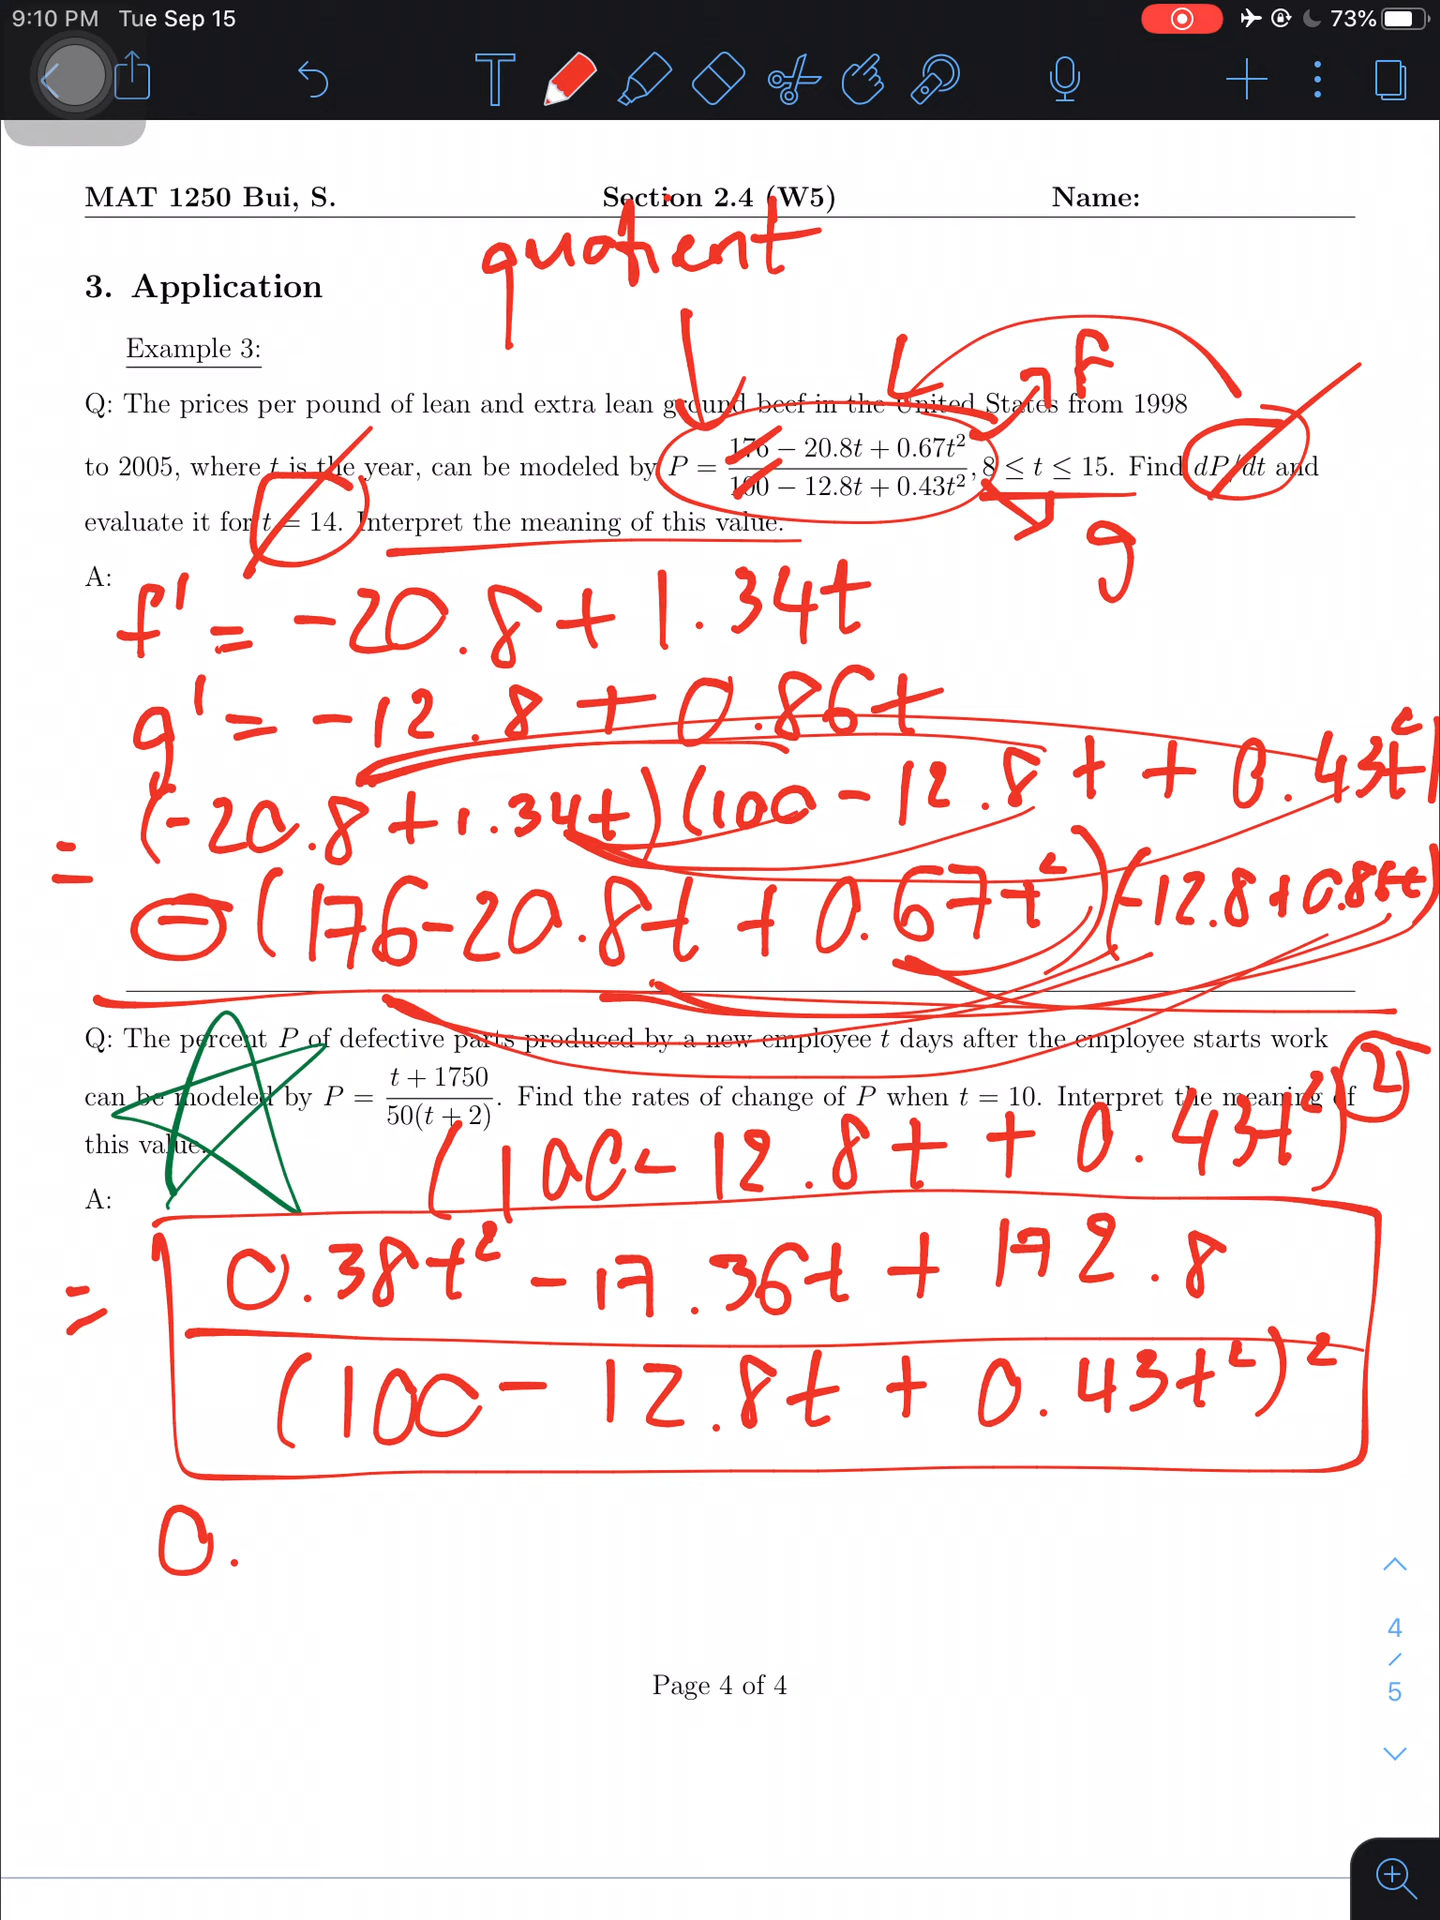 9:10 PM Tue Sep 15
73%
MAT 1250 Bui, S. Section 2.4 (W5) Name:
quotient
3. Application
Example 3:
F
Q: The prices per pound of lean and extra lean ground beef in the United States from 1998
to 2005, where t is the year, can be modeled by P = (176 − 20.8t + 0.67t²)/(100 − 12.8t + 0.43t²), 8 ≤ t ≤ 15. Find dP/dt and
evaluate it for t = 14. Interpret the meaning of this value.
g
A:
f' = -20.8 + 1.34t
g' = -12.8 + 0.86t
= (-20.8 + 1.34t)(100 - 12.8t + 0.43t²)
- (176 - 20.8t + 0.67t²)(-12.8 + 0.86t)
Q: The percent P of defective parts produced by a new employee t days after the employee starts work
can be modeled by P = (t + 1750)/(50(t + 2)). Find the rates of change of P when t = 10. Interpret the meaning of
this value.
(100 - 12.8t + 0.43t²)²
A:
= 0.38t² - 17.36t + 172.8
(100 - 12.8t + 0.43t²)²
0.
4
/
5
Page 4 of 4